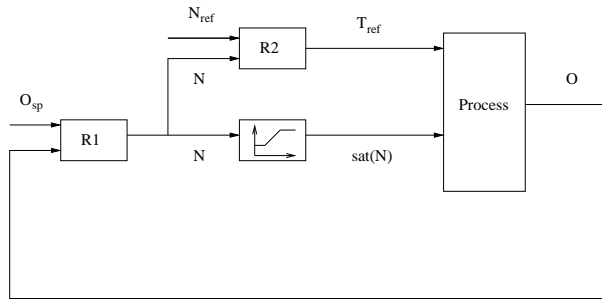 N_ref
R2
T_ref
N
O
O_sp
Process
R1
N
sat(N)